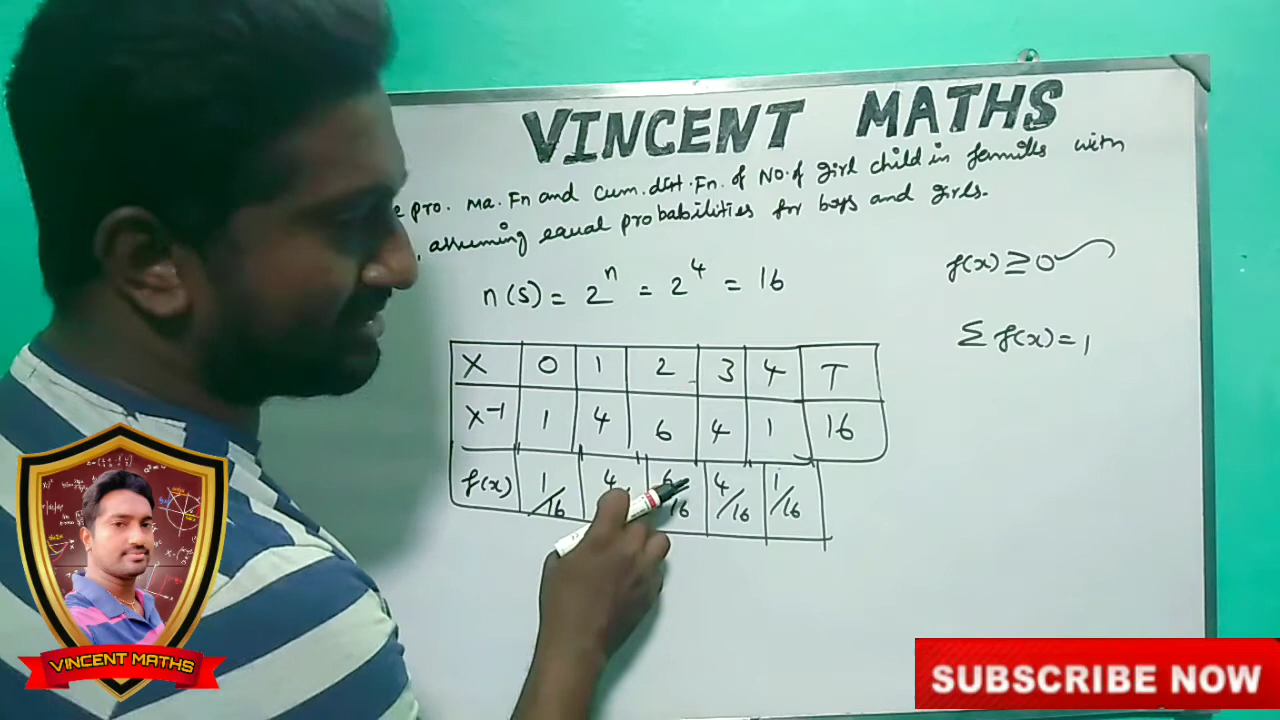 VINCENT MATHS
pro. Ma. Fn and Cum. dist. Fn. of No. of girl child in families with
, assuming equal probabilities for boys and girls.
n(s) = 2^n = 2^4 = 16
f(x) ≥ 0
Σ f(x) = 1
X 0 1 2 3 4 T
X^-1 1 4 6 4 1 16
f(x) 1/16 4 6/16 4/16 1/16
VINCENT MATHS
SUBSCRIBE NOW